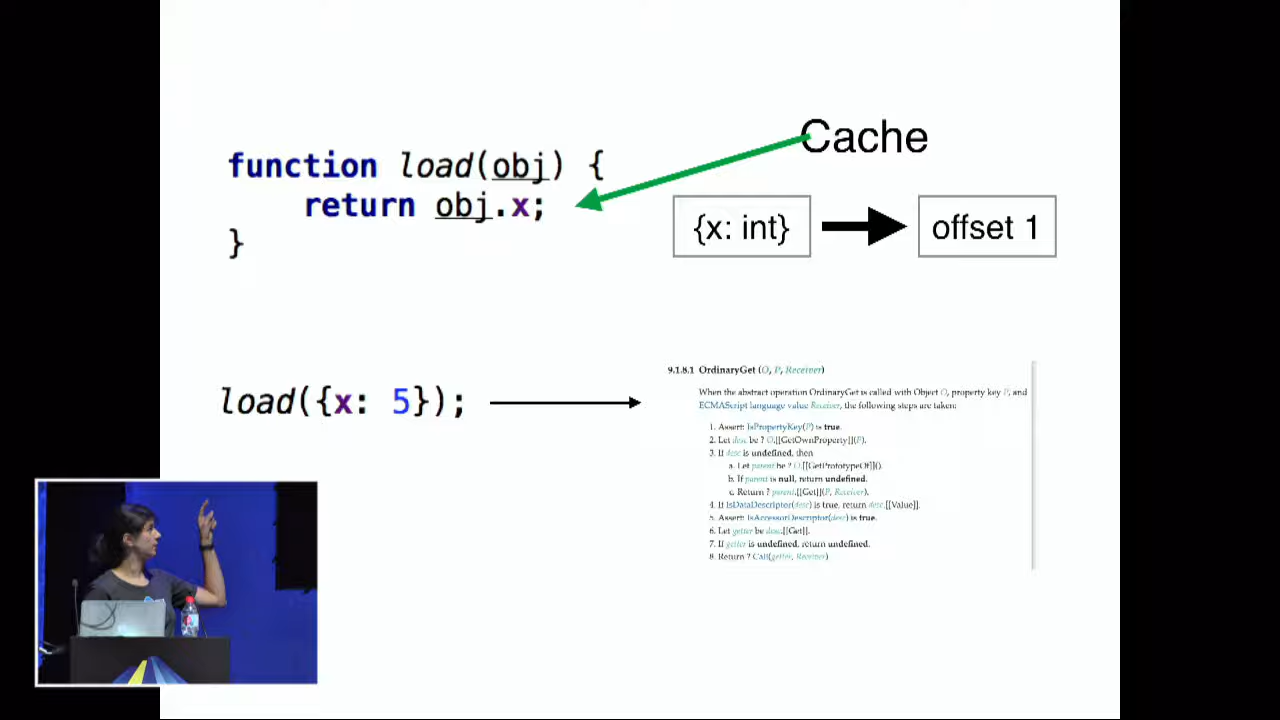 function load(obj) {
return obj.x;
}
Cache
{x: int}
offset 1
load({x: 5});
9.1.8.1 OrdinaryGet (O, P, Receiver)
When the abstract operation OrdinaryGet is called with Object O, property key P, and
ECMAScript language value Receiver, the following steps are taken:
1. Assert: IsPropertyKey(P) is true.
2. Let desc be ? O.[[GetOwnProperty]](P).
3. If desc is undefined, then
a. Let parent be ? O.[[GetPrototypeOf]]().
b. If parent is null, return undefined.
c. Return ? parent.[[Get]](P, Receiver).
4. If IsDataDescriptor(desc) is true, return desc.[[Value]].
5. Assert: IsAccessorDescriptor(desc) is true.
6. Let getter be desc.[[Get]].
7. If getter is undefined, return undefined.
8. Return ? Call(getter, Receiver)